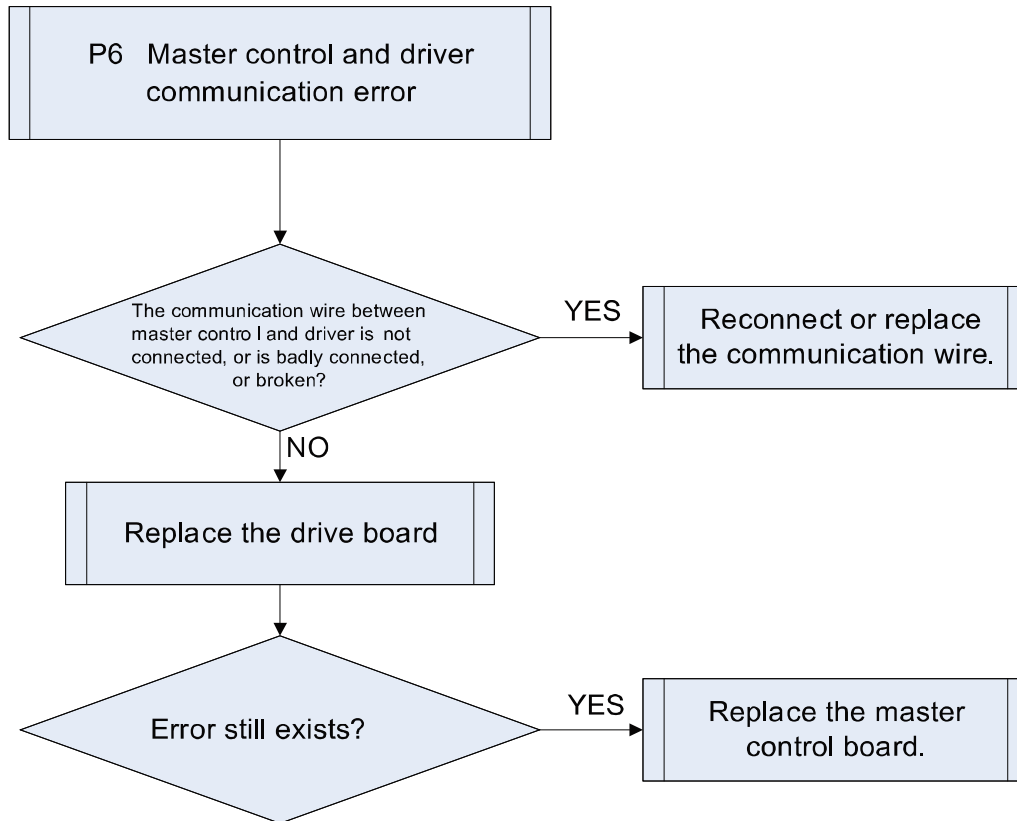 P6 Master control and driver
communication error
The communication wire between
master contro l and driver is not
connected, or is badly connected,
or broken?
YES
Reconnect or replace
the communication wire.
NO
Replace the drive board
Error still exists?
YES
Replace the master
control board.